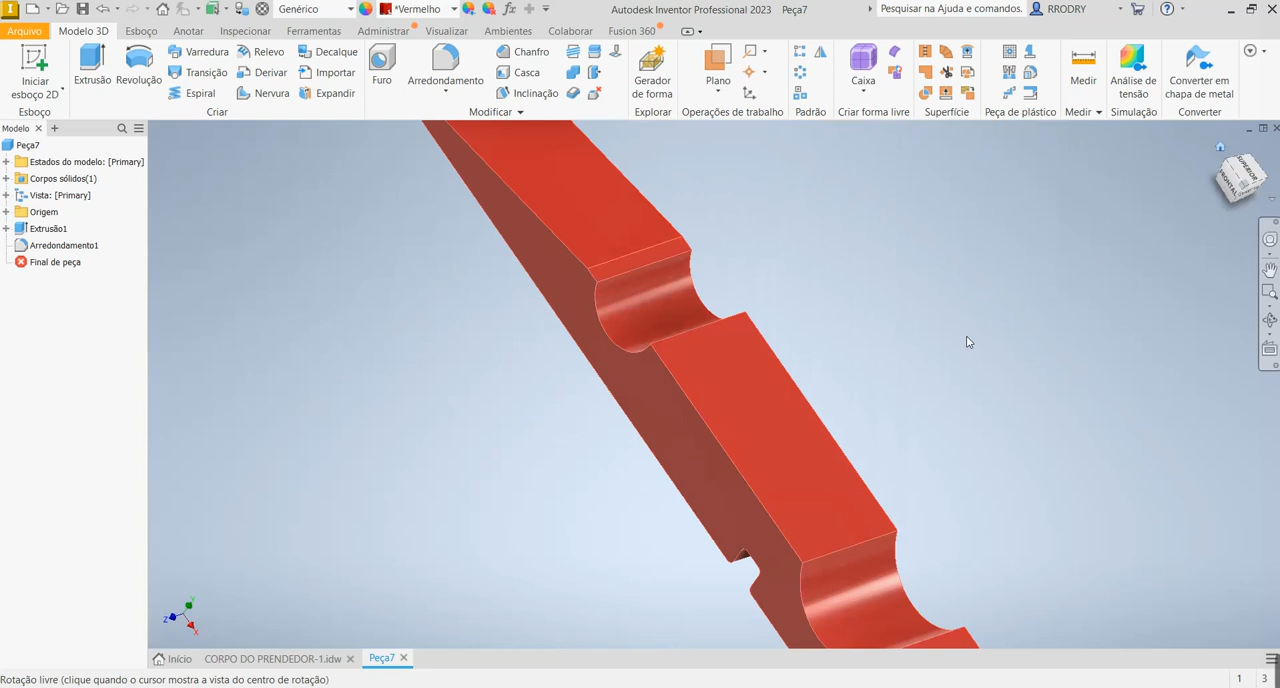 Genérico
*Vermelho
Autodesk Inventor Professional 2023 Peça7
Pesquisar na Ajuda e comandos.
RRODRY
Arquivo
Modelo 3D
Esboço
Anotar
Inspecionar
Ferramentas
Administrar
Visualizar
Ambientes
Colaborar
Fusion 360
Iniciar
esboço 2D
Esboço
Extrusão
Revolução
Varredura
Transição
Espiral
Relevo
Derivar
Nervura
Decalque
Importar
Expandir
Criar
Furo
Arredondamento
Chanfro
Casca
Inclinação
Modificar
Gerador
de forma
Explorar
Plano
Operações de trabalho
Padrão
Caixa
Criar forma livre
Superfície
Peça de plástico
Medir
Medir
Análise de
tensão
Simulação
Converter em
chapa de metal
Converter
Modelo
Peça7
Estados do modelo: [Primary]
Corpos sólidos(1)
Vista: [Primary]
Origem
Extrusão1
Arredondamento1
Final de peça
SUPERIOR
FRONTAL
Z
Y
X
Início
CORPO DO PRENDEDOR-1.idw
Peça7
Rotação livre (clique quando o cursor mostra a vista do centro de rotação)
1 3